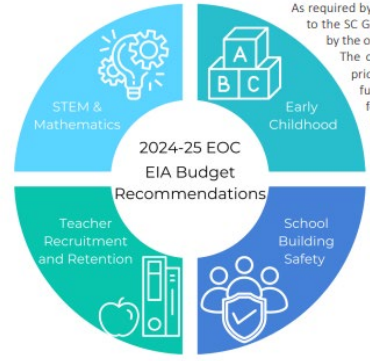 As required by
to the SC G
by the o
The c
prio
fu
f
STEM &
Mathematics
A
B C
Early
Childhood
2024-25 EOC
EIA Budget
Recommendations
Teacher
Recruitment
and Retention
School
Building
Safety